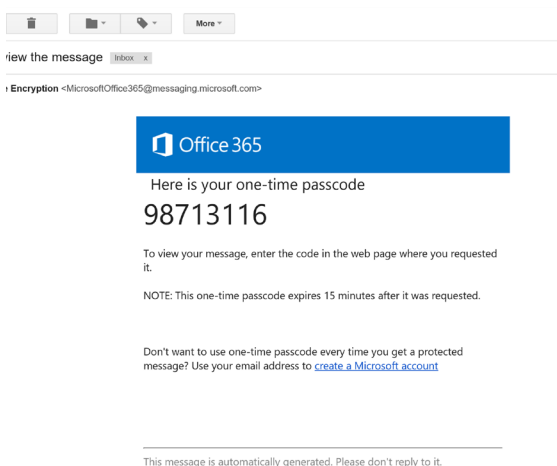 More
view the message Inbox x
Encryption <MicrosoftOffice365@messaging.microsoft.com>
Office 365
Here is your one-time passcode
98713116
To view your message, enter the code in the web page where you requested
it.
NOTE: This one-time passcode expires 15 minutes after it was requested.
Don't want to use one-time passcode every time you get a protected
message? Use your email address to create a Microsoft account
This message is automatically generated. Please don't reply to it.